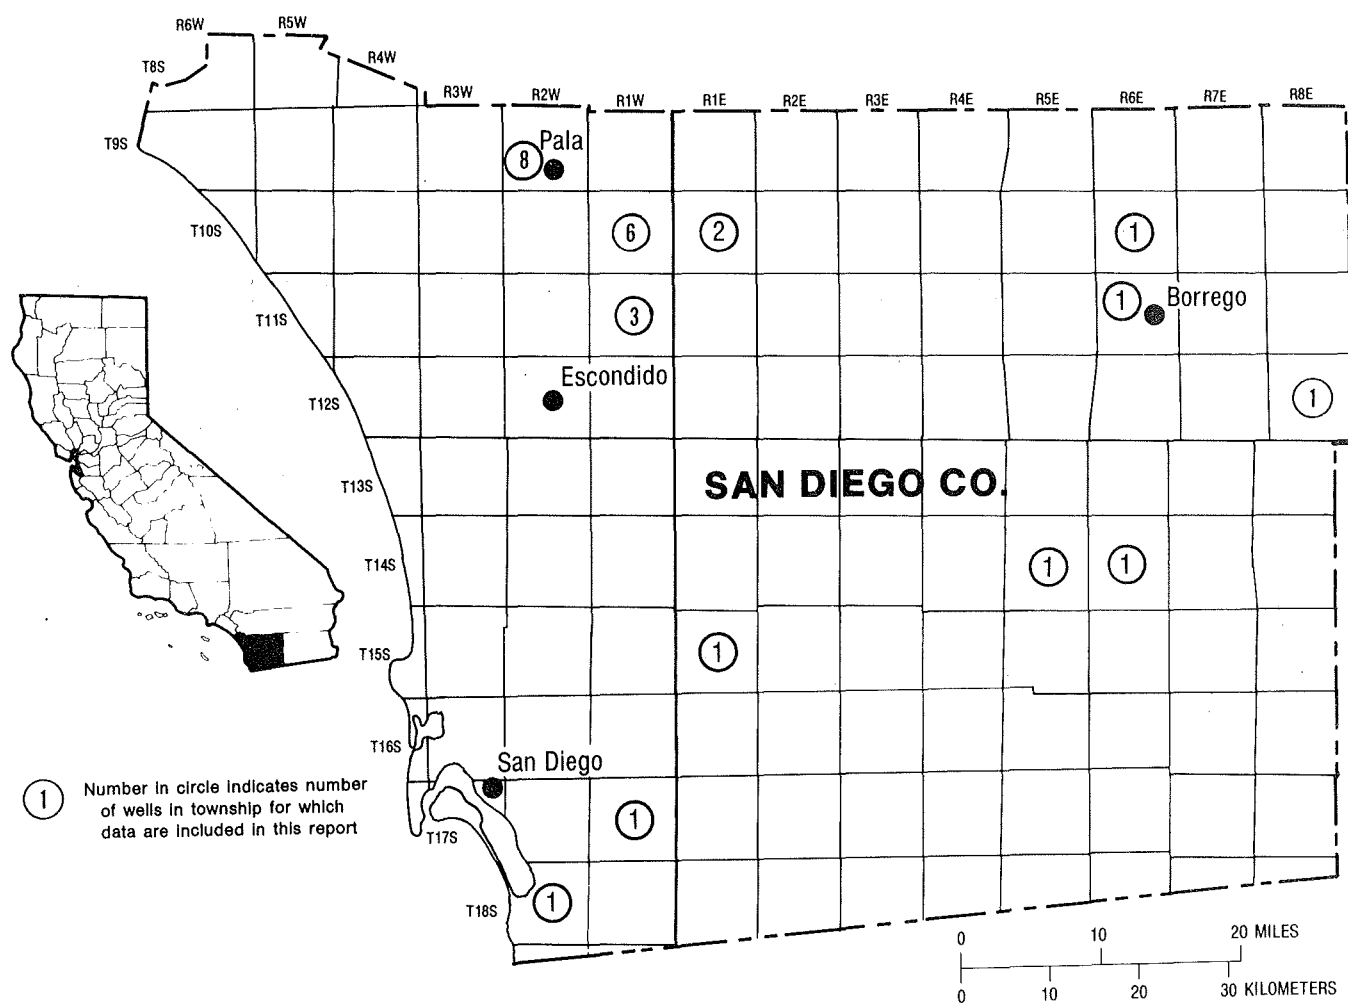 R6W
R5W
R4W
R3W
R2W
R1W
R1E
R2E
R3E
R4E
R5E
R6E
R7E
R8E
T8S
T9S
8
Pala
T10S
6
2
1
T11S
3
1
Borrego
T12S
Escondido
1
T13S
SAN DIEGO CO.
T14S
1
1
T15S
1
T16S
San Diego
1
Number in circle indicates number
of wells in township for which
data are included in this report
T17S
1
T18S
1
0
10
20 MILES
0
10
20
30 KILOMETERS